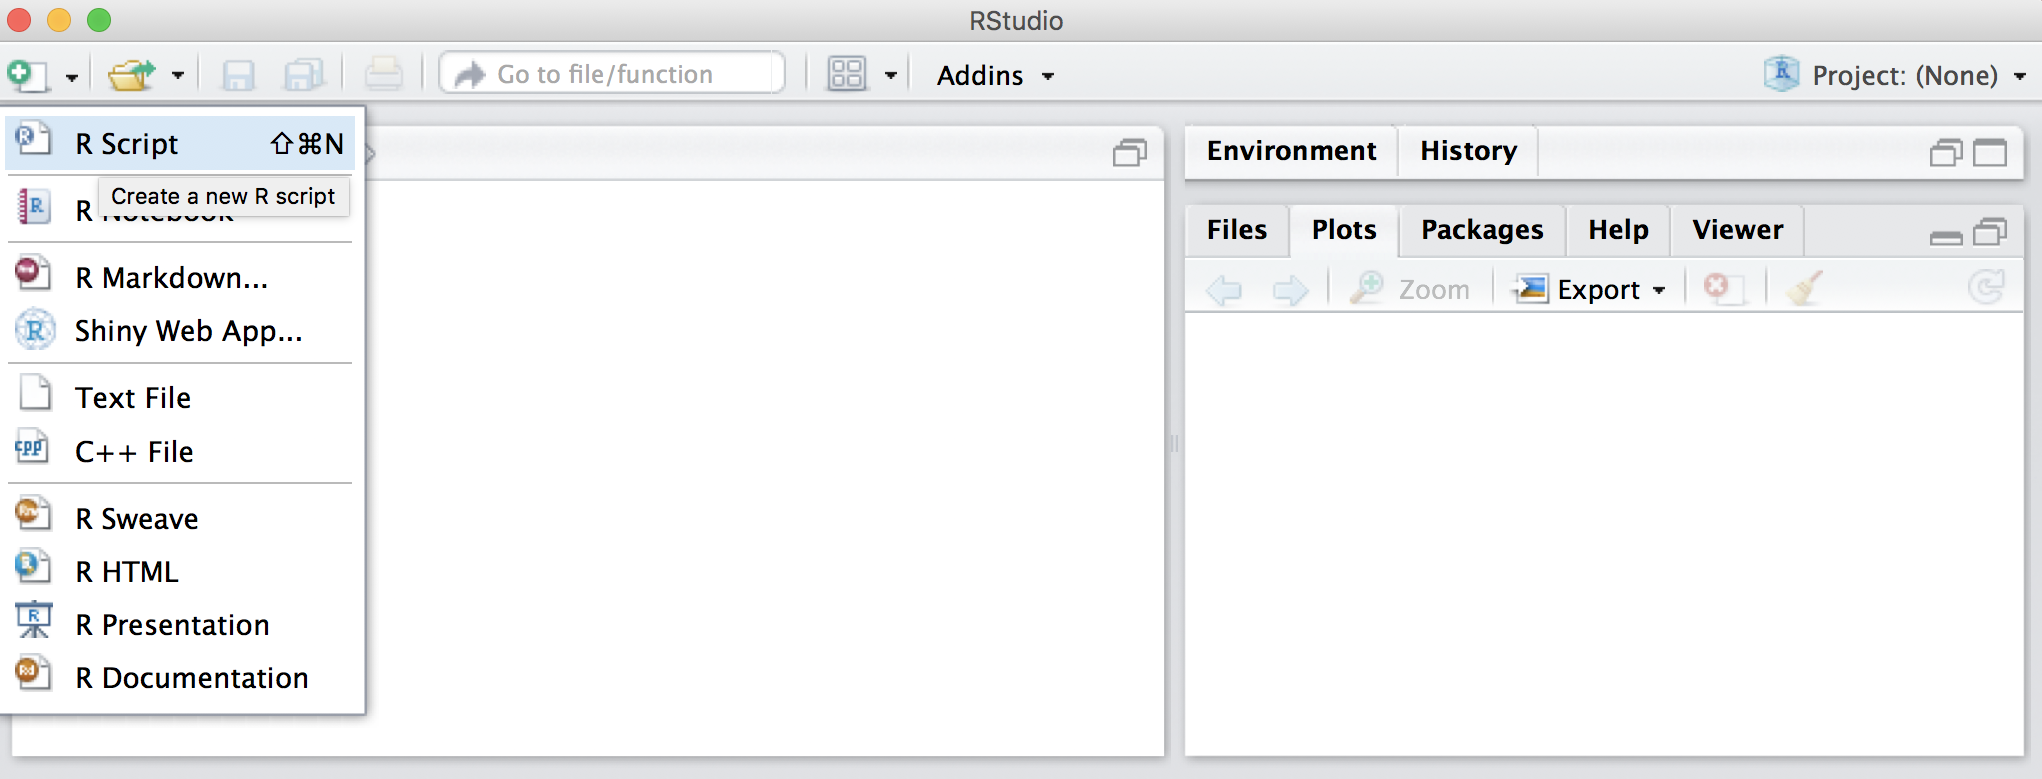 RStudio
Go to file/function
Addins
Project: (None)
R Script ⇧⌘N
Create a new R script
R Notebook
R Markdown...
Shiny Web App...
Text File
C++ File
R Sweave
R HTML
R Presentation
R Documentation
Environment History
Files Plots Packages Help Viewer
Zoom Export